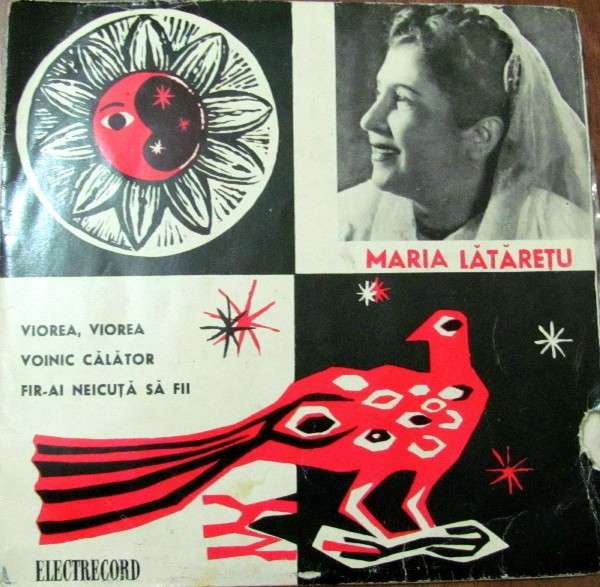 MARIA LĂTĂREȚU
VIOREA, VIOREA
VOINIC CĂLĂTOR
FIR-AI NEICUȚĂ SĂ FII
ELECTRECORD